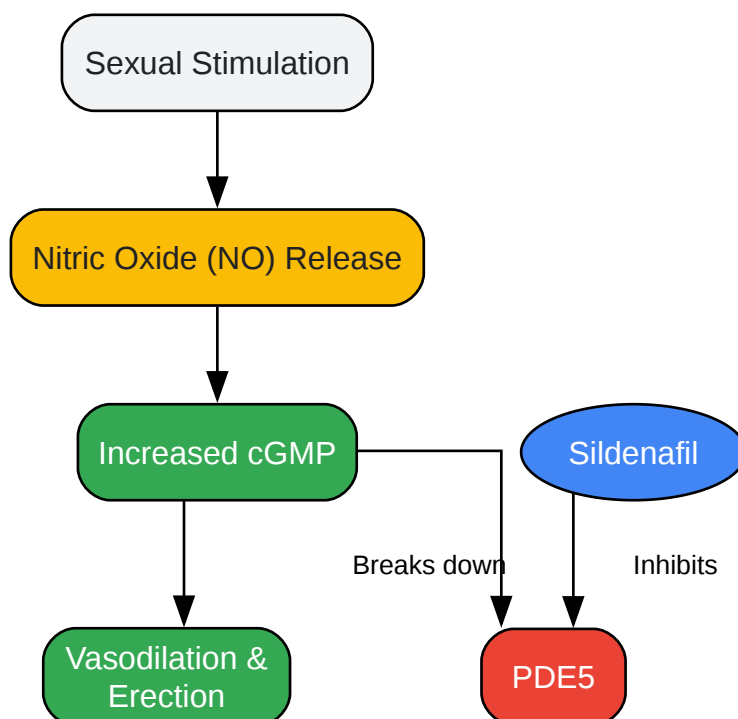 Sexual Stimulation
Nitric Oxide (NO) Release
Increased cGMP
Sildenafil
Breaks down
Inhibits
Vasodilation &
Erection
PDE5